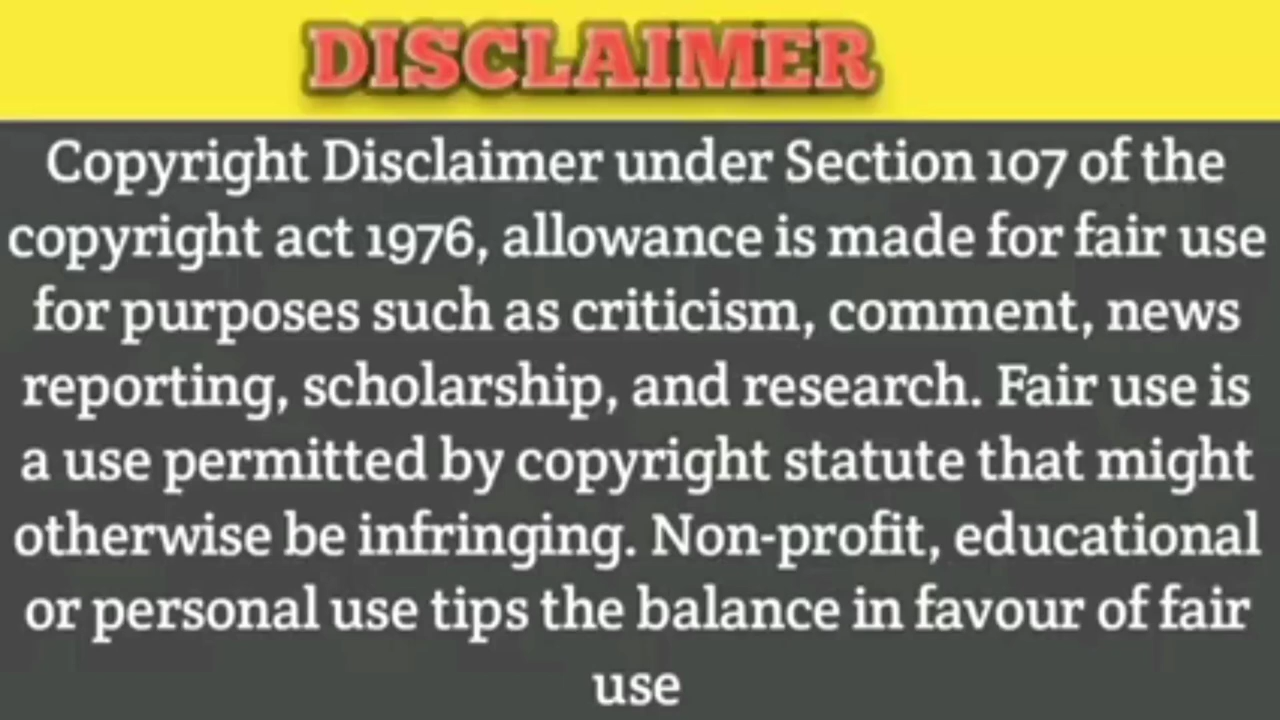 DISCLAIMER
Copyright Disclaimer under Section 107 of the
copyright act 1976, allowance is made for fair use
for purposes such as criticism, comment, news
reporting, scholarship, and research. Fair use is
a use permitted by copyright statute that might
otherwise be infringing. Non-profit, educational
or personal use tips the balance in favour of fair
use